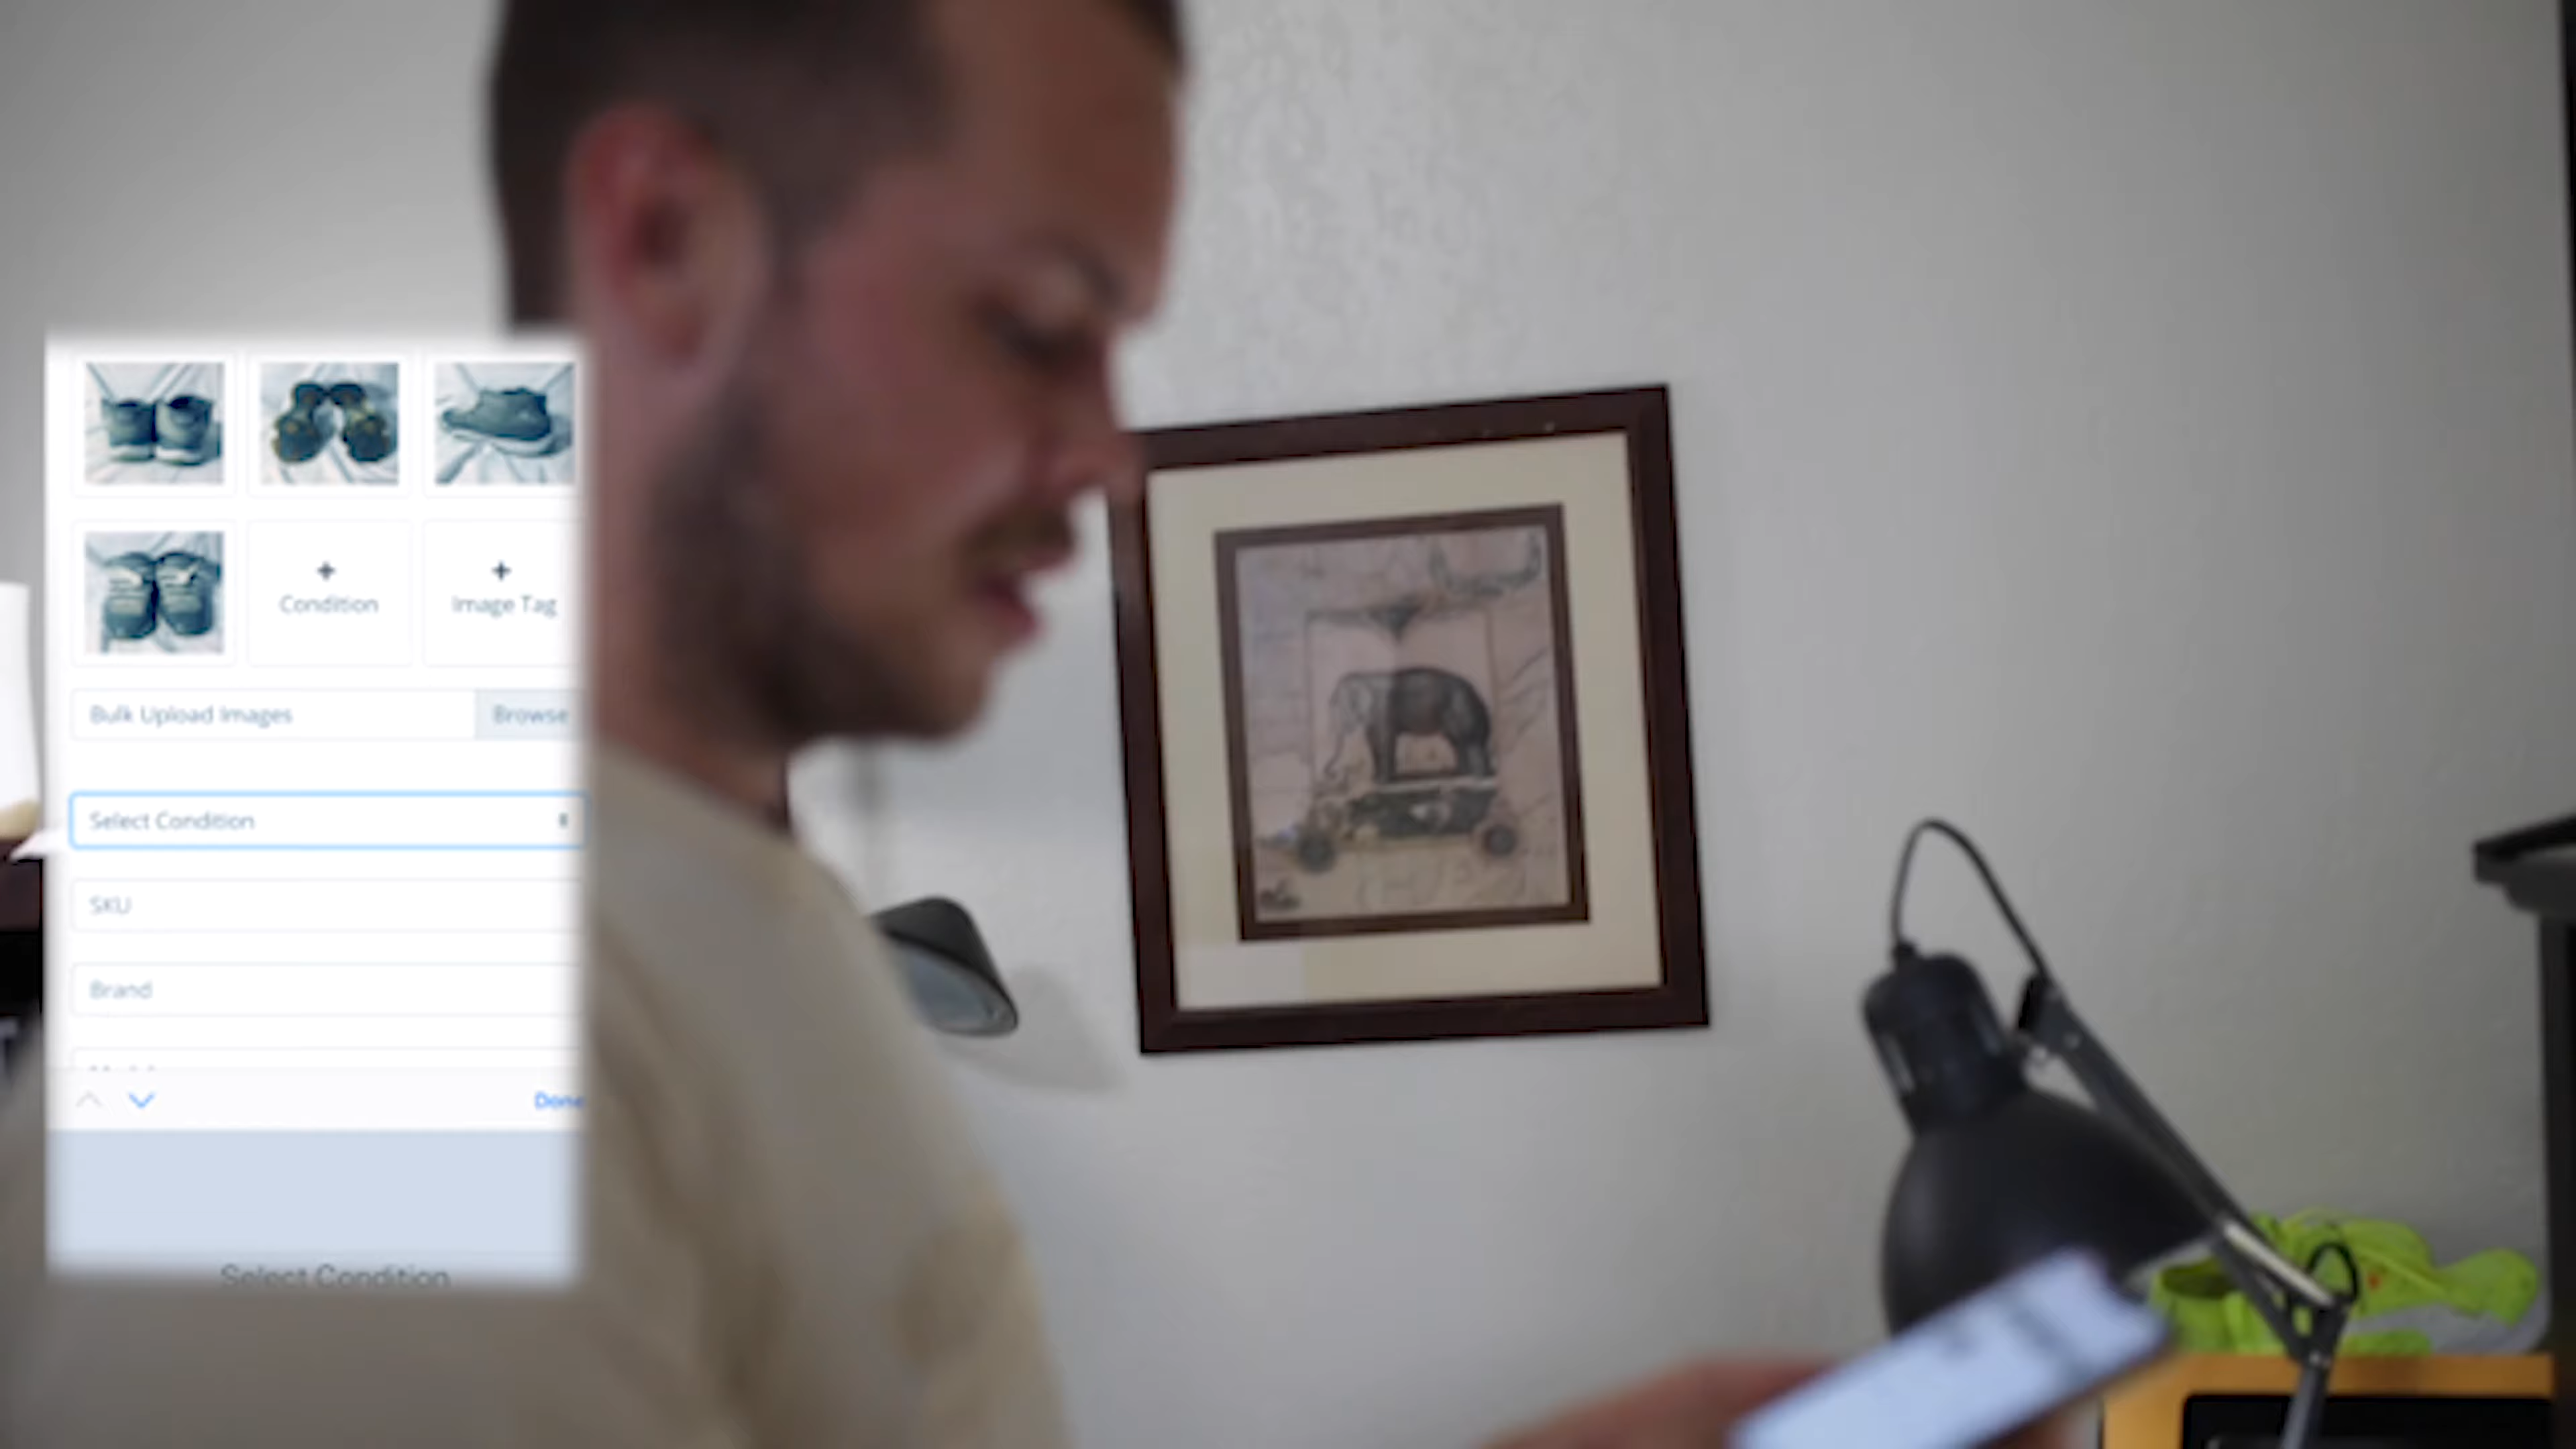 + +
Condition Image Tag
Bulk Upload Images Browse
Select Condition
SKU
Brand
Done
Select Condition